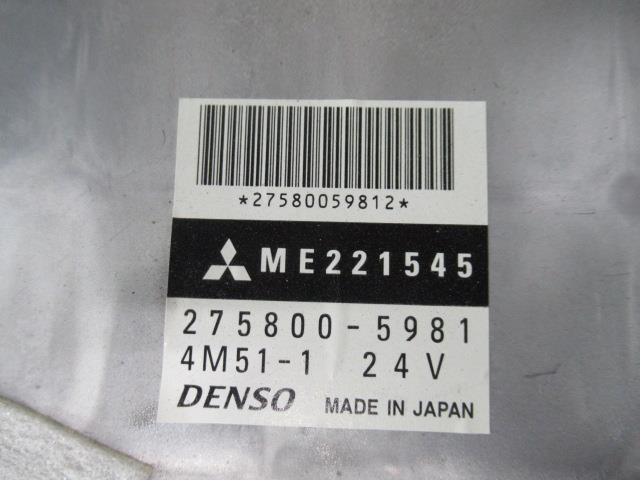 *27580059812*
ME221545
275800-5981
4M51-1 24V
DENSO MADE IN JAPAN